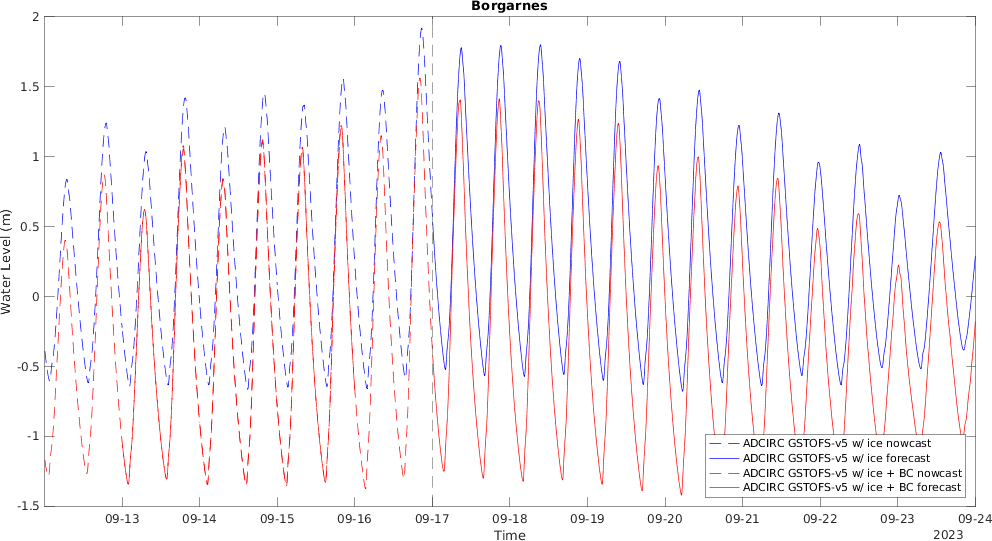 Borgarnes
Water Level (m)
2
1.5
1
0.5
0
-0.5
-1
-1.5
ADCIRC GSTOFS-v5 w/ ice nowcast
ADCIRC GSTOFS-v5 w/ ice forecast
ADCIRC GSTOFS-v5 w/ ice + BC nowcast
ADCIRC GSTOFS-v5 w/ ice + BC forecast
09-13 09-14 09-15 09-16 09-17 09-18 09-19 09-20 09-21 09-22 09-23 09-24
Time
2023